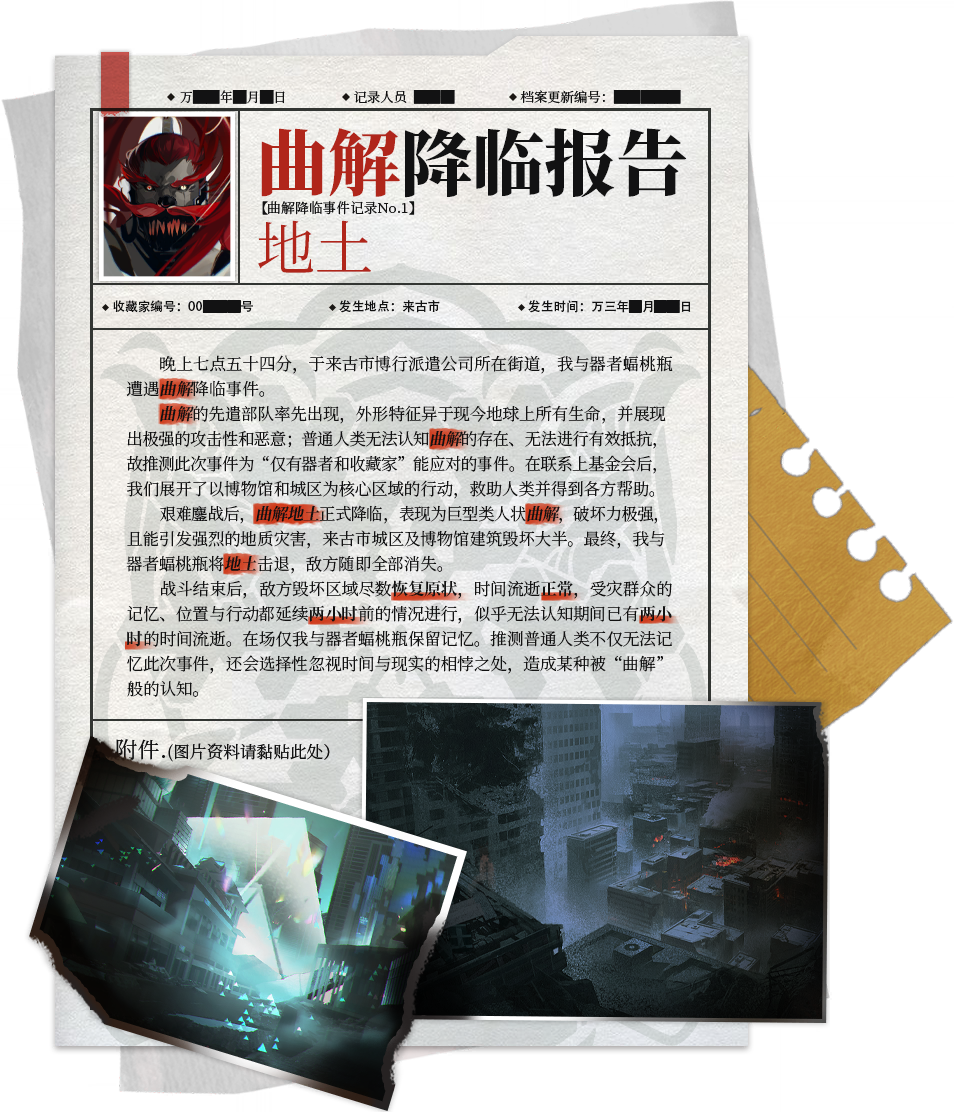 ◆ 万███年██月██日 ◆ 记录人员 ████ ◆ 档案更新编号：██████
曲解降临报告
【曲解降临事件记录No.1】
地土
◆ 收藏家编号：00████号 ◆ 发生地点：来古市 ◆ 发生时间：万三年█月██日
晚上七点五十四分，于来古市博行派遣公司所在街道，我与器者蝠桃瓶
遭遇曲解降临事件。
曲解的先遣部队率先出现，外形特征异于现今地球上所有生命，并展现
出极强的攻击性和恶意；普通人类无法认知曲解的存在、无法进行有效抵抗，
故推测此次事件为“仅有器者和收藏家”能应对的事件。在联系上基金会后，
我们展开了以博物馆和城区为核心区域的行动，救助人类并得到各方帮助。
艰难鏖战后，曲解地土正式降临，表现为巨型类人状曲解，破坏力极强，
且能引发强烈的地质灾害，来古市城区及博物馆建筑毁坏大半。最终，我与
器者蝠桃瓶将地土击退，敌方随即全部消失。
战斗结束后，敌方毁坏区域尽数恢复原状，时间流逝正常，受灾群众的
记忆、位置与行动都延续两小时前的情况进行，似乎无法认知期间已有两小
时的时间流逝。在场仅我与器者蝠桃瓶保留记忆。推测普通人类不仅无法记
忆此次事件，还会选择性忽视时间与现实的相悖之处，造成某种被“曲解”
般的认知。
附件.(图片资料请黏贴此处）